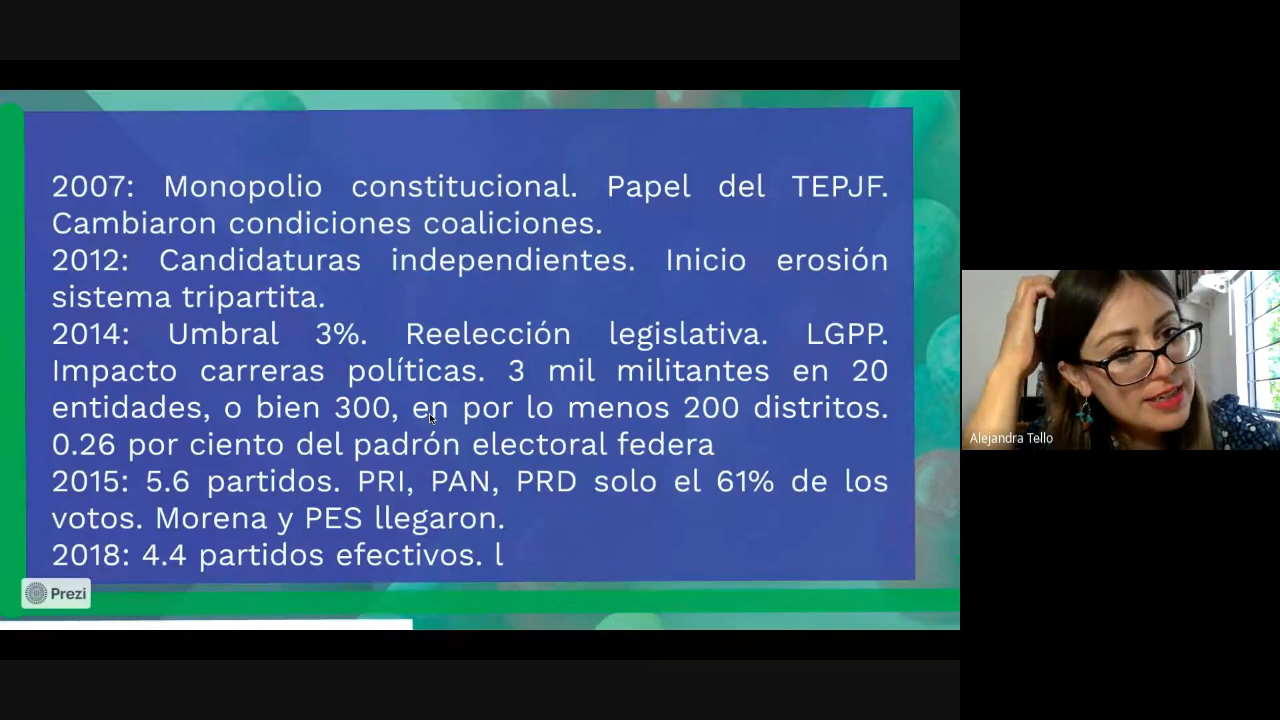 2007: Monopolio constitucional. Papel del TEPJF.
Cambiaron condiciones coaliciones.
2012: Candidaturas independientes. Inicio erosión
sistema tripartita.
2014: Umbral 3%. Reelección legislativa. LGPP.
Impacto carreras políticas. 3 mil militantes en 20
entidades, o bien 300, en por lo menos 200 distritos.
0.26 por ciento del padrón electoral federa
2015: 5.6 partidos. PRI, PAN, PRD solo el 61% de los
votos. Morena y PES llegaron.
2018: 4.4 partidos efectivos. l
Prezi
Alejandra Tello